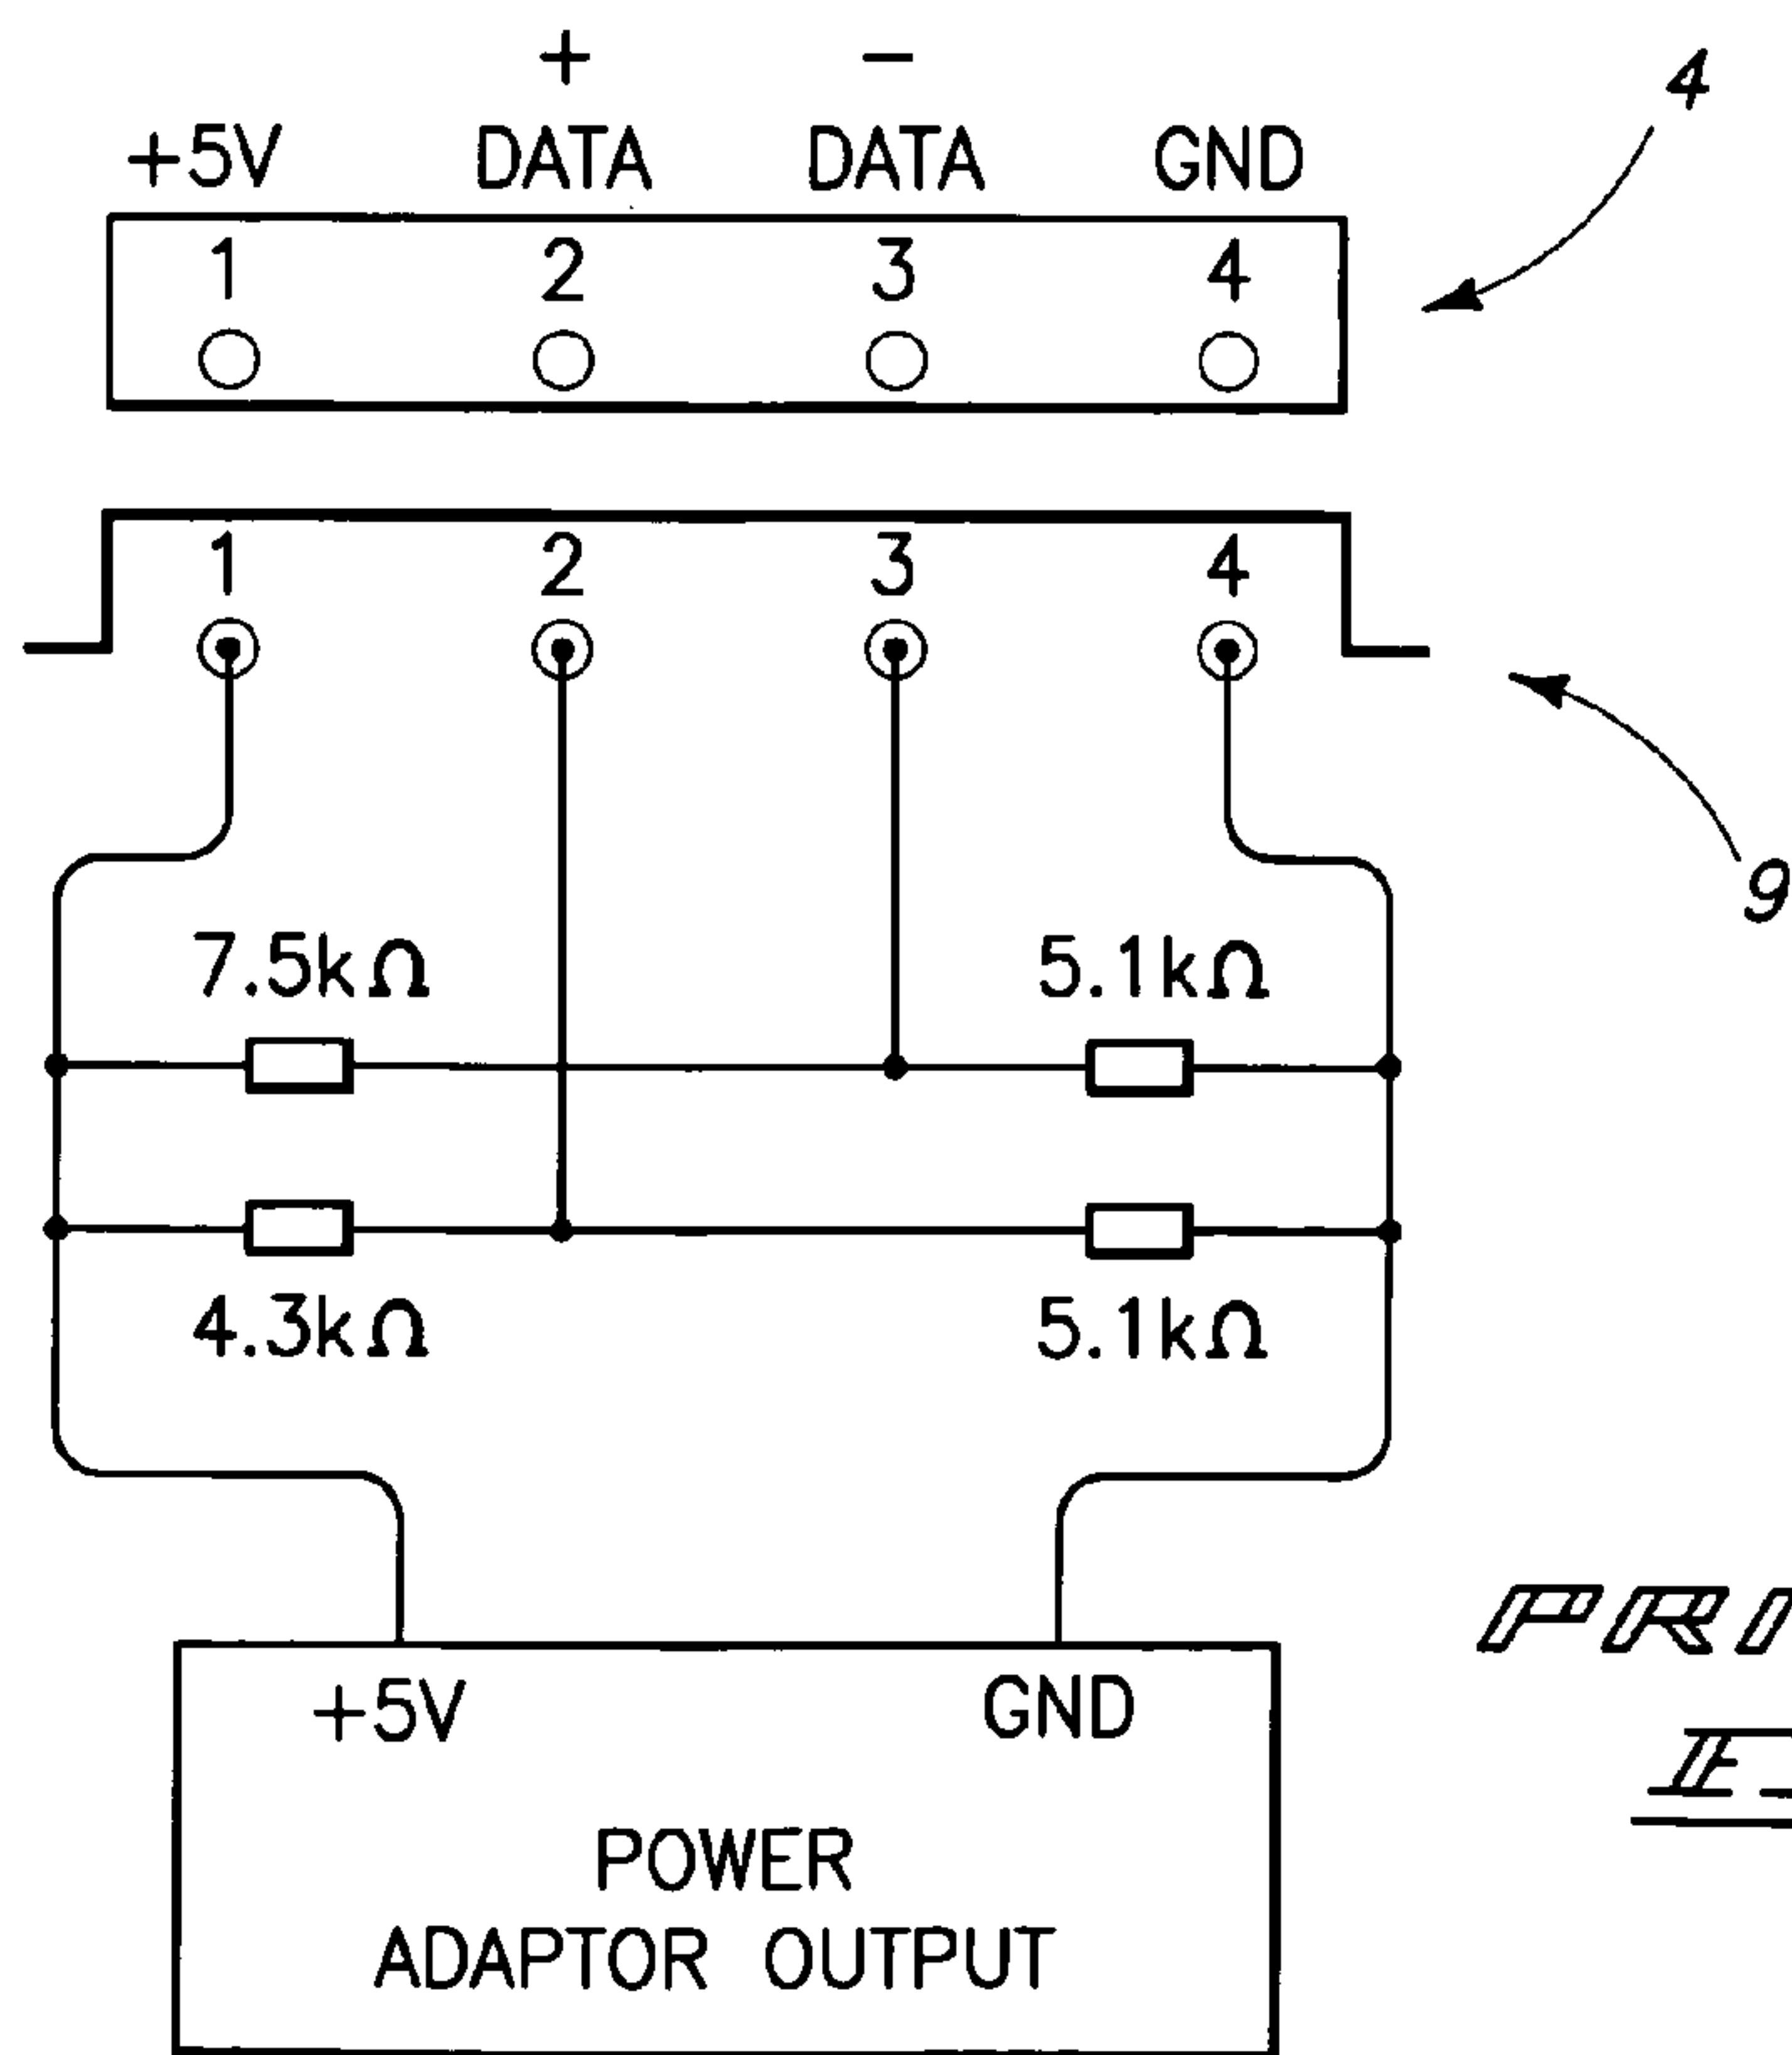 + −
+5V DATA DATA GND
4
1 2 3 4
1 2 3 4
9
7.5kΩ 5.1kΩ
4.3kΩ 5.1kΩ
+5V GND
POWER
ADAPTOR OUTPUT